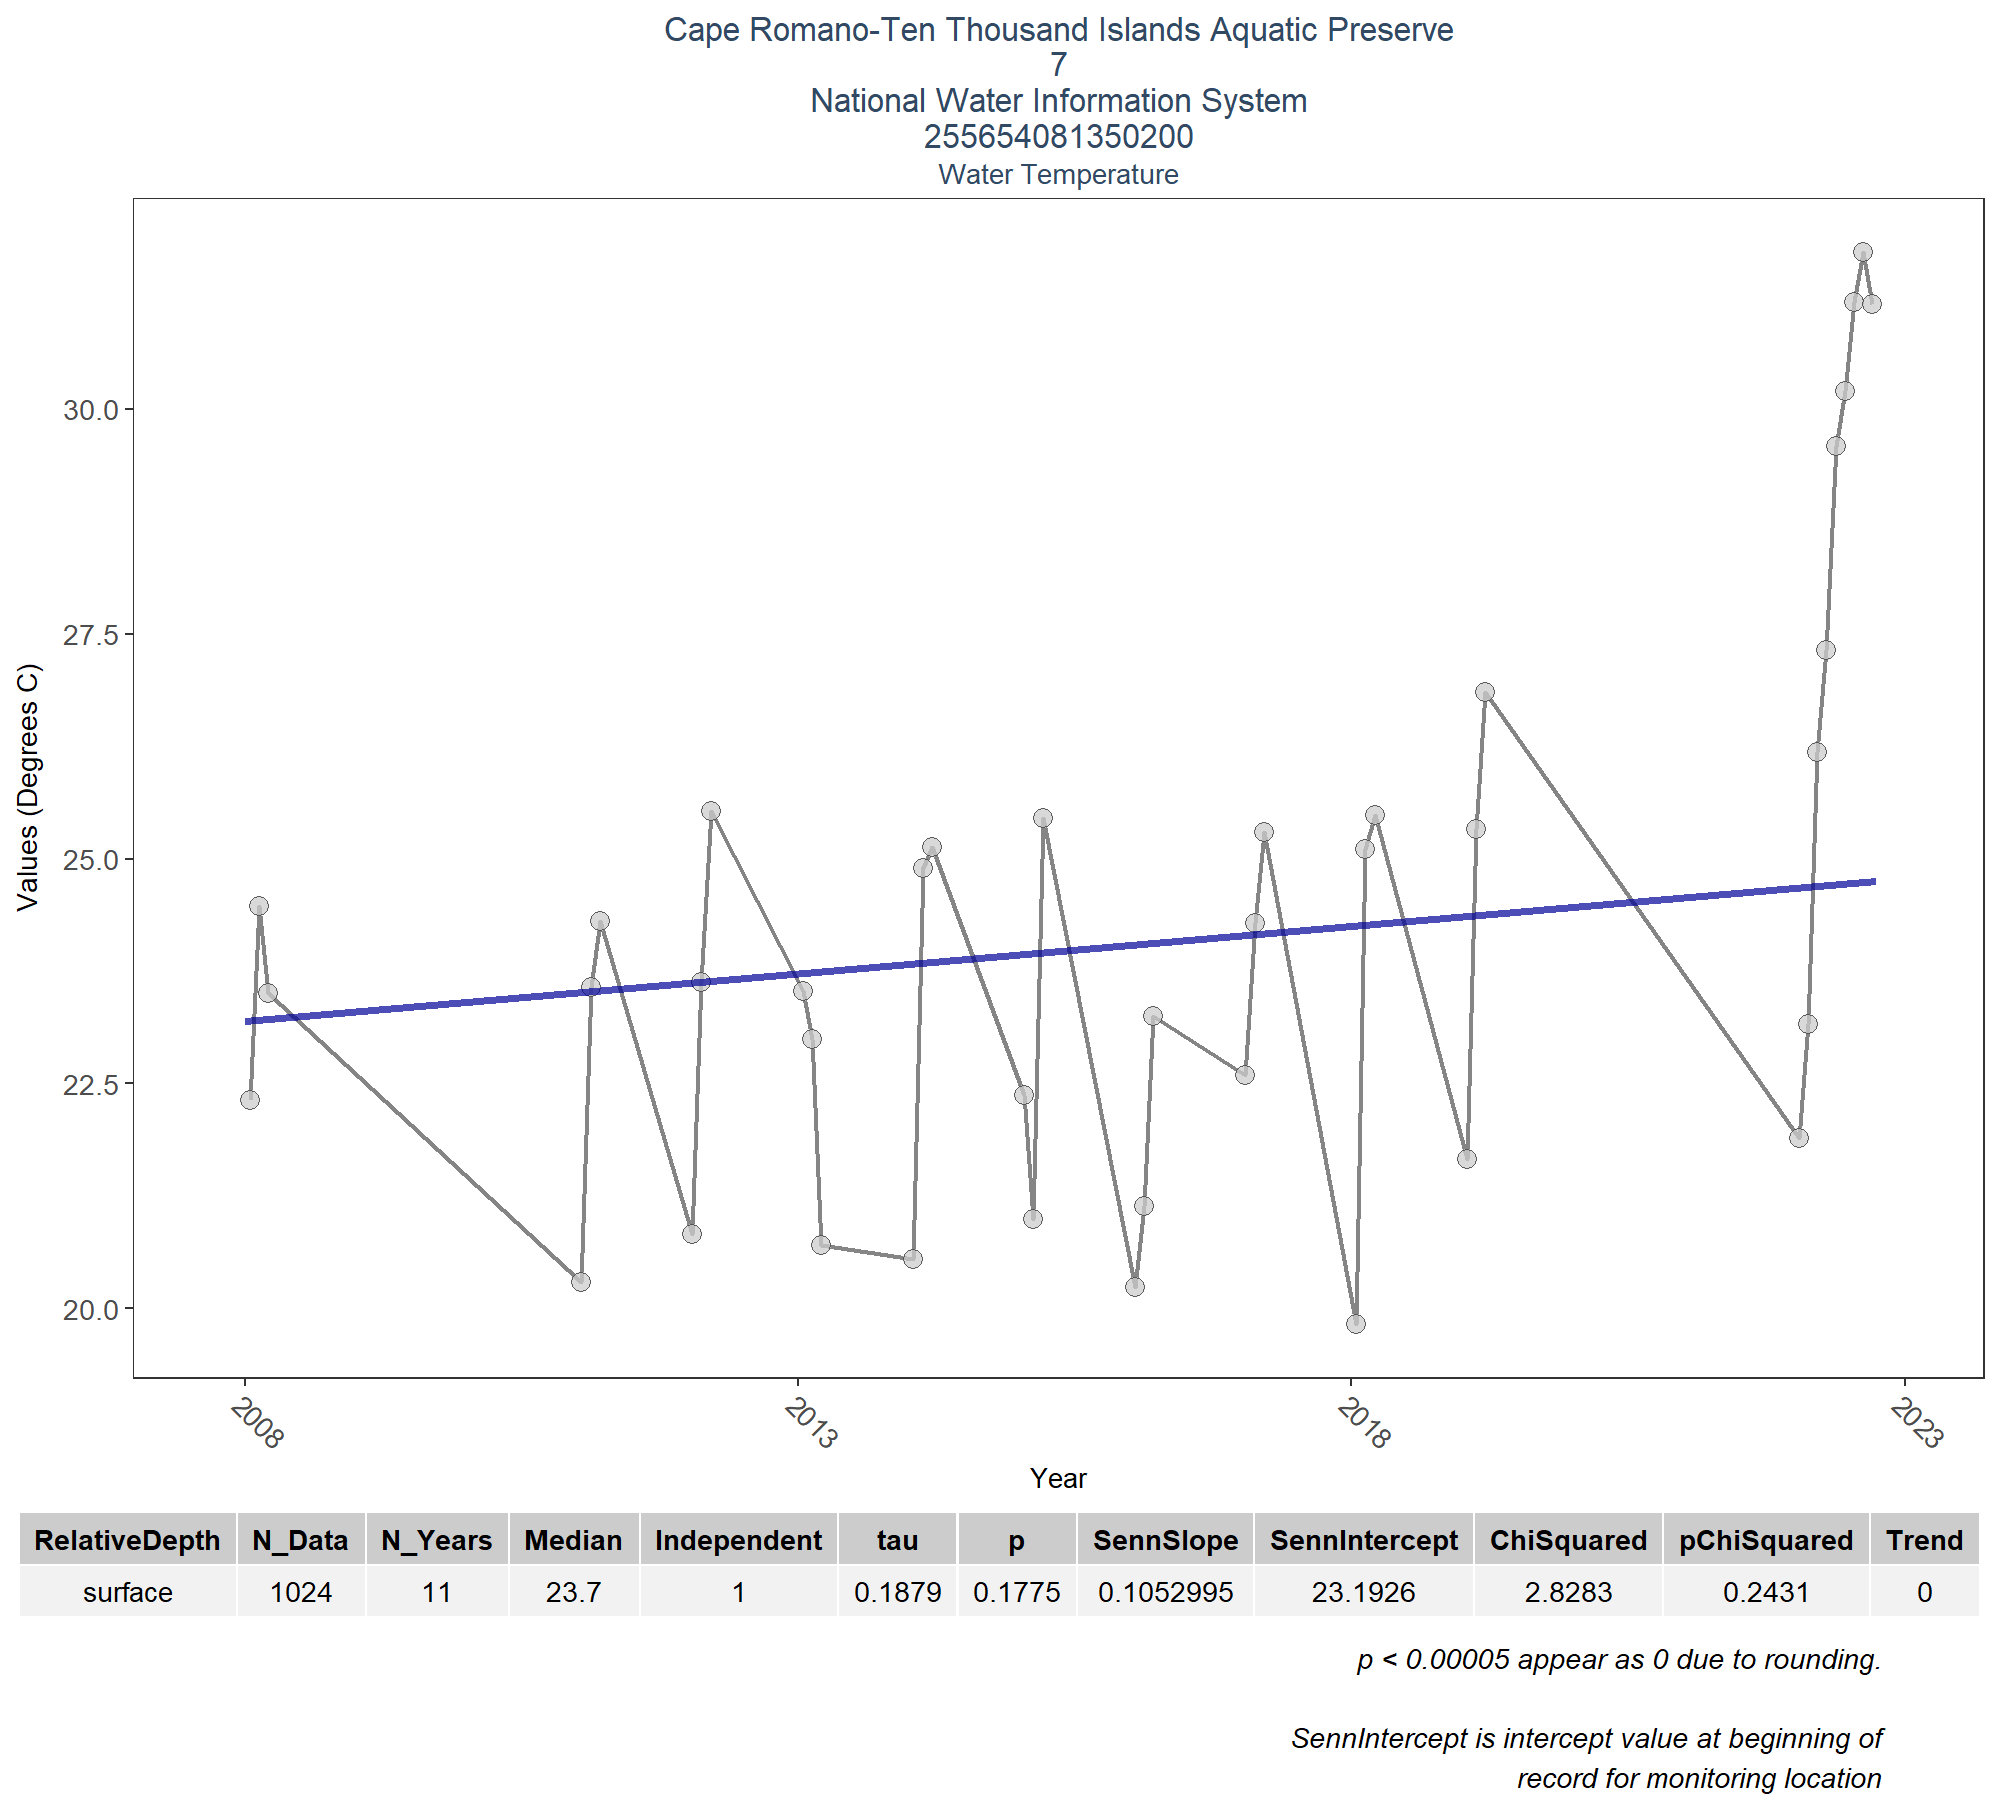 Cape Romano-Ten Thousand Islands Aquatic Preserve
7
National Water Information System
255654081350200
Water Temperature
Values (Degrees C)
30.0
27.5
25.0
22.5
20.0
2008 2013 2018 2023
Year
RelativeDepth N_Data N_Years Median Independent tau p SennSlope SennIntercept ChiSquared pChiSquared Trend
surface 1024 11 23.7 1 0.1879 0.1775 0.1052995 23.1926 2.8283 0.2431 0
p < 0.00005 appear as 0 due to rounding.
SennIntercept is intercept value at beginning of
record for monitoring location